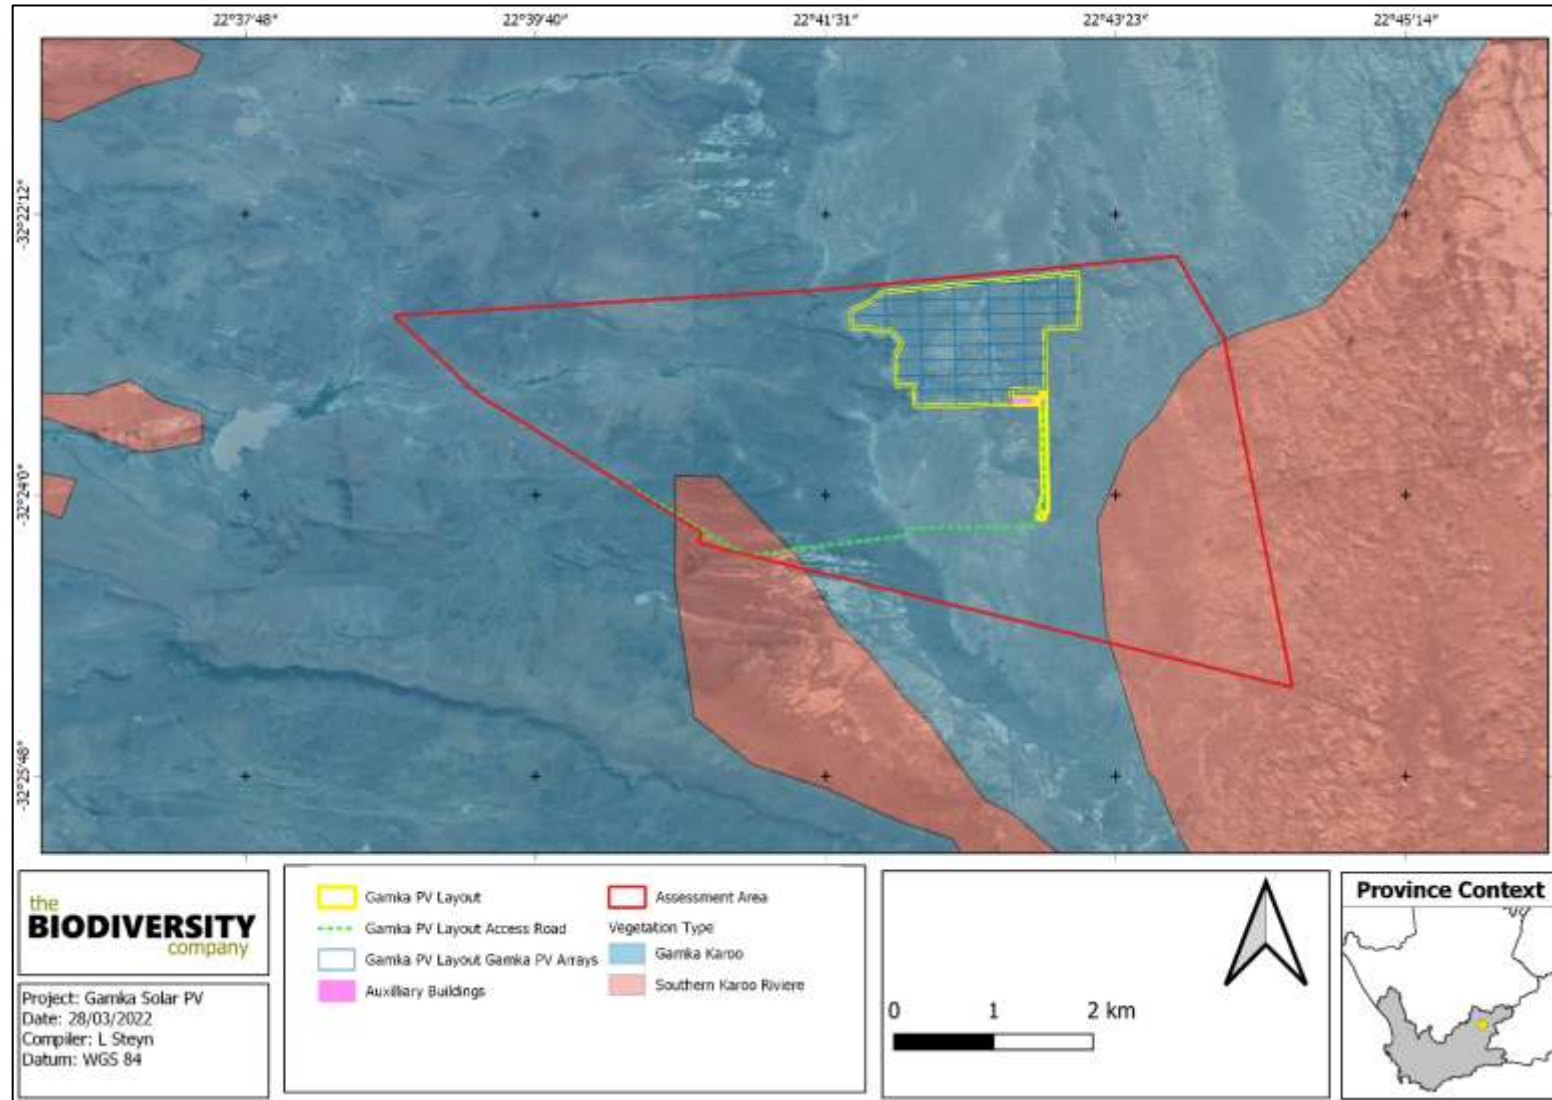 22°37'48" 22°39'40" 22°41'31" 22°43'23" 22°45'14"
-32°22'12"
-32°24'0"
-32°25'48"
the
BIODIVERSITY
company
Project: Gamka Solar PV
Date: 28/03/2022
Compiler: L Steyn
Datum: WGS 84
Gamka PV Layout
Gamka PV Layout Access Road
Gamka PV Layout Gamka PV Arrays
Auxilliary Buildings
Assessment Area
Vegetation Type
Gamka Karoo
Southern Karoo Riviere
0 1 2 km
Province Context